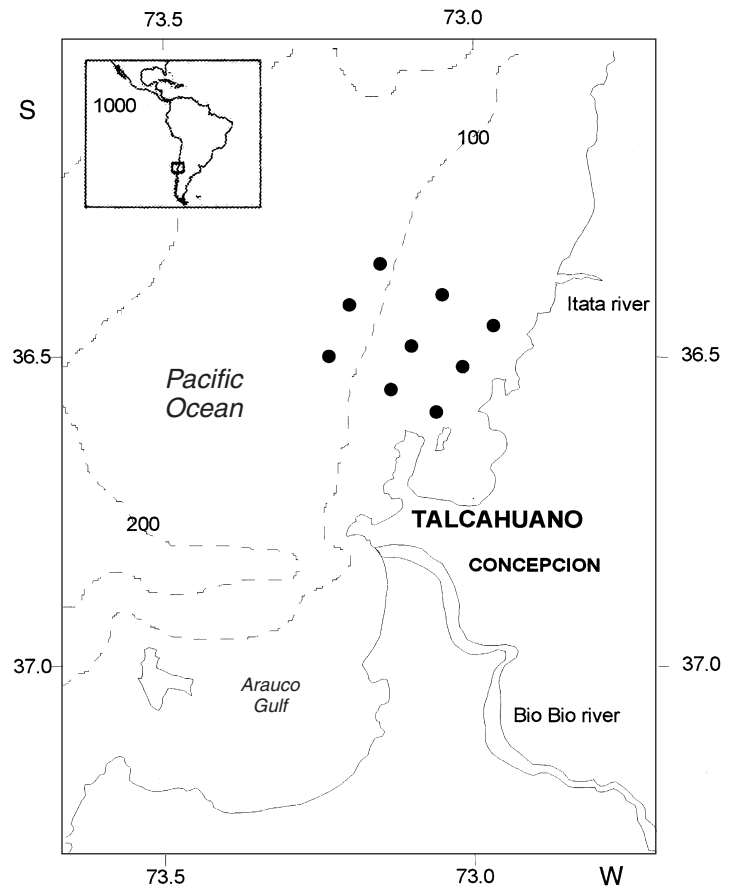 73.5 73.0
S
1000
100
Itata river
36.5 36.5
Pacific
Ocean
200
TALCAHUANO
CONCEPCION
37.0 37.0
Arauco
Gulf
Bio Bio river
73.5 73.0 W